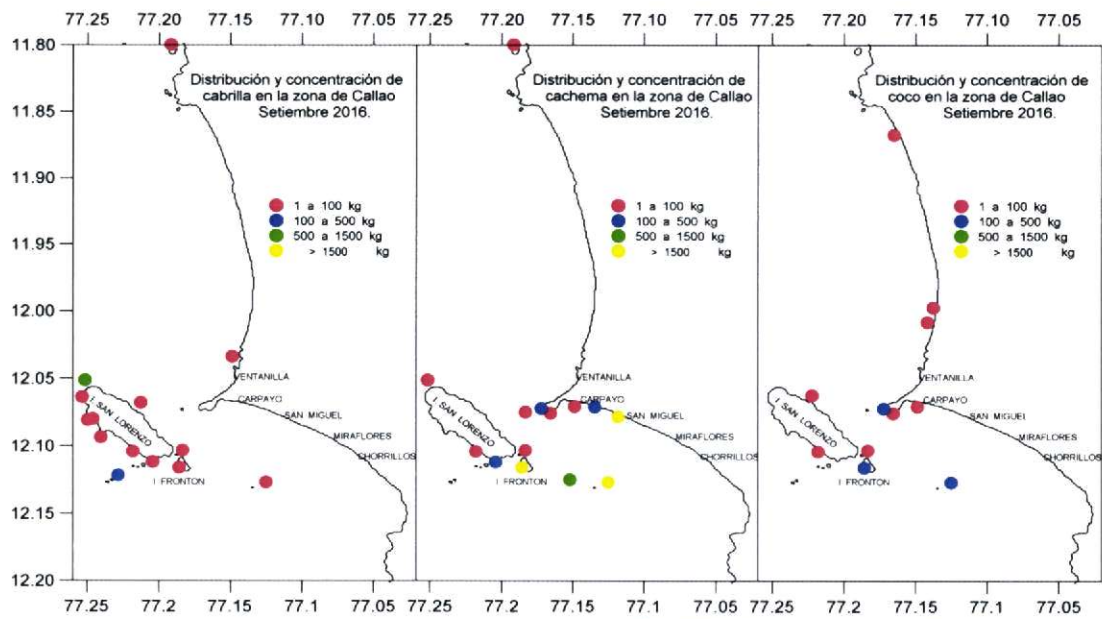 77.25 77.2 77.15 77.1 77.05 77.25 77.2 77.15 77.1 77.05 77.25 77.2 77.15 77.1 77.05
11.80
11.85
11.90
11.95
12.00
12.05
12.10
12.15
12.20
Distribución y concentración de
cabrilla en la zona de Callao
Setiembre 2016.
1 a 100 kg
100 a 500 kg
500 a 1500 kg
> 1500 kg
VENTANILLA
CARPAYO
SAN MIGUEL
MIRAFLORES
CHORRILLOS
I. SAN LORENZO
I FRONTON
Distribución y concentración de
cachema en la zona de Callao
Setiembre 2016.
1 a 100 kg
100 a 500 kg
500 a 1500 kg
> 1500 kg
VENTANILLA
CARPAYO
SAN MIGUEL
MIRAFLORES
CHORRILLOS
I. SAN LORENZO
I. FRONTON
Distribución y concentración de
coco en la zona de Callao
Setiembre 2016.
1 a 100 kg
100 a 500 kg
500 a 1500 kg
> 1500 kg
VENTANILLA
CARPAYO
SAN MIGUEL
MIRAFLORES
CHORRILLOS
I. SAN LORENZO
I. FRONTON
77.25 77.2 77.15 77.1 77.05 77.25 77.2 77.15 77.1 77.05 77.25 77.2 77.15 77.1 77.05